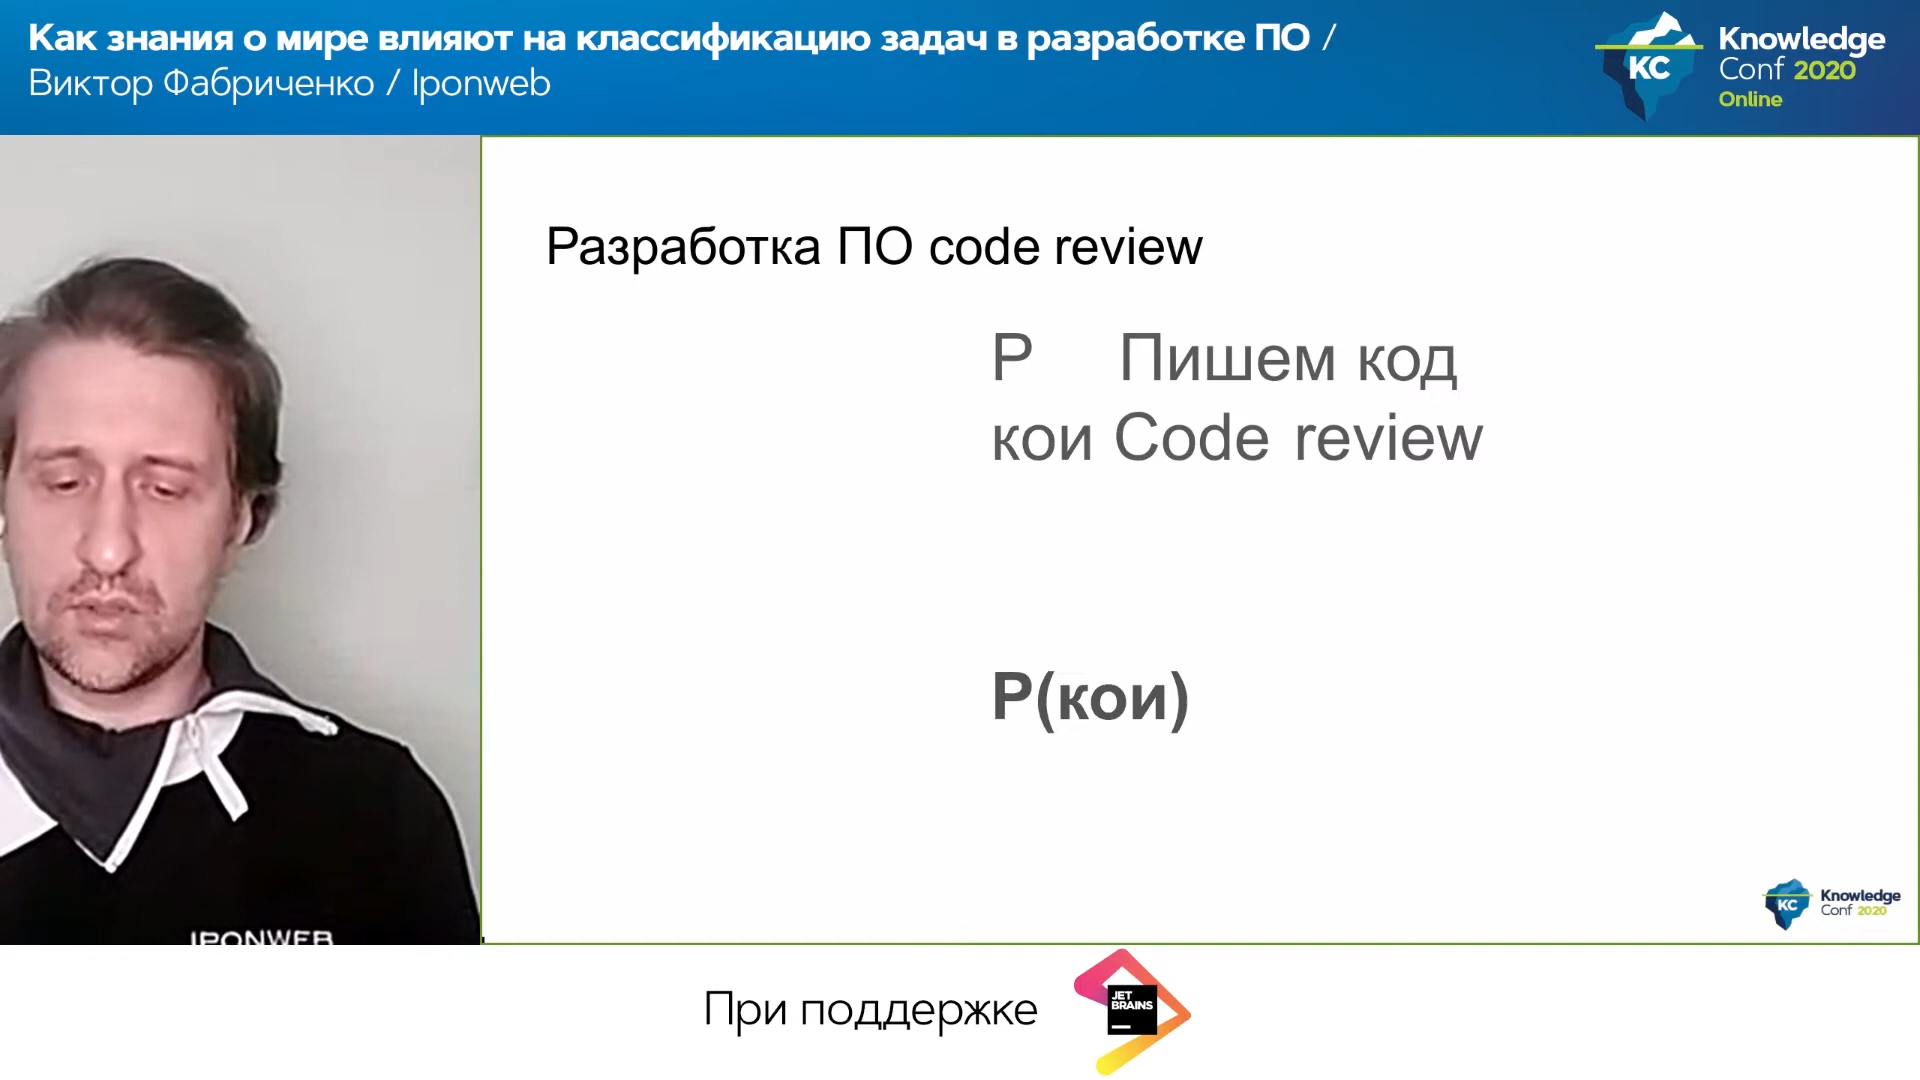 Как знания о мире влияют на классификацию задач в разработке ПО /
Виктор Фабриченко / Iponweb
KC
Knowledge
Conf 2020
Online
Разработка ПО code review
Р Пишем код
кои Code review
Р(кои)
IPONWEB
KC
Knowledge
Conf 2020
При поддержке
JET
BRAINS